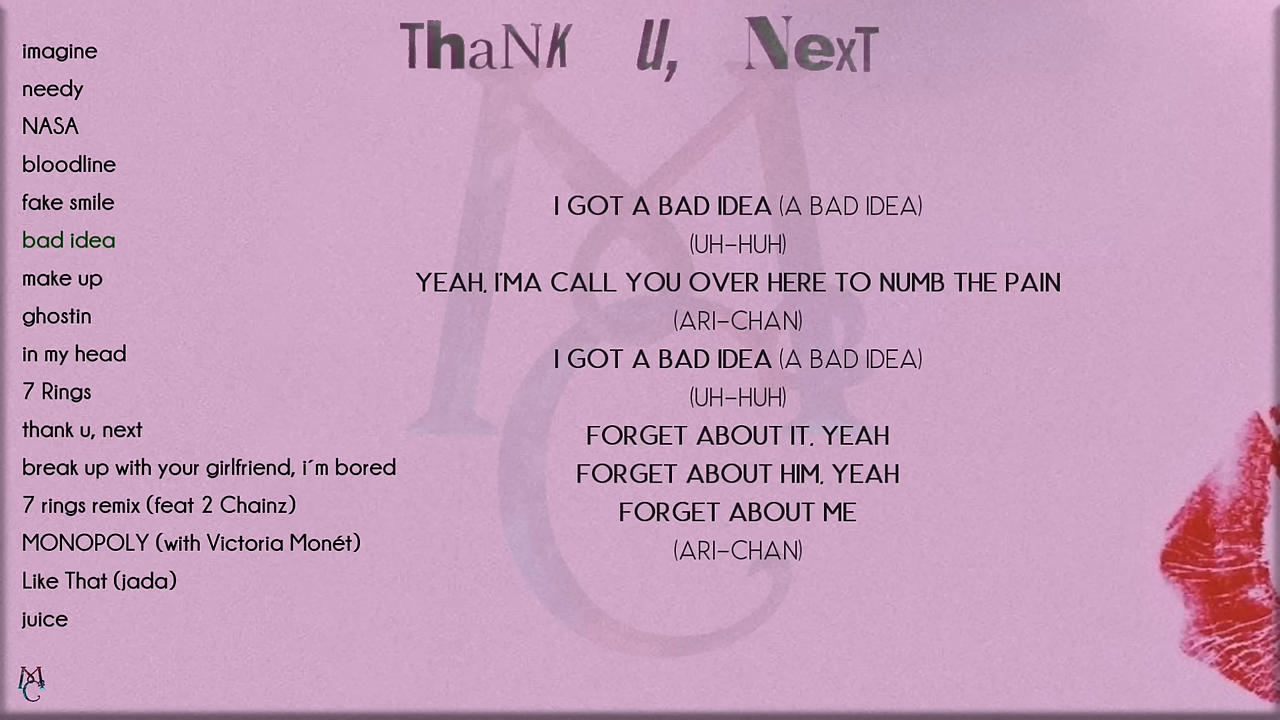 ThaNK U, NexT
imagine
needy
NASA
bloodline
fake smile
bad idea
make up
ghostin
in my head
7 Rings
thank u, next
break up with your girlfriend, i´m bored
7 rings remix (feat 2 Chainz)
MONOPOLY (with Victoria Monét)
Like That (jada)
juice
I GOT A BAD IDEA (A BAD IDEA)
(UH-HUH)
YEAH, I'MA CALL YOU OVER HERE TO NUMB THE PAIN
(ARI-CHAN)
I GOT A BAD IDEA (A BAD IDEA)
(UH-HUH)
FORGET ABOUT IT, YEAH
FORGET ABOUT HIM, YEAH
FORGET ABOUT ME
(ARI-CHAN)